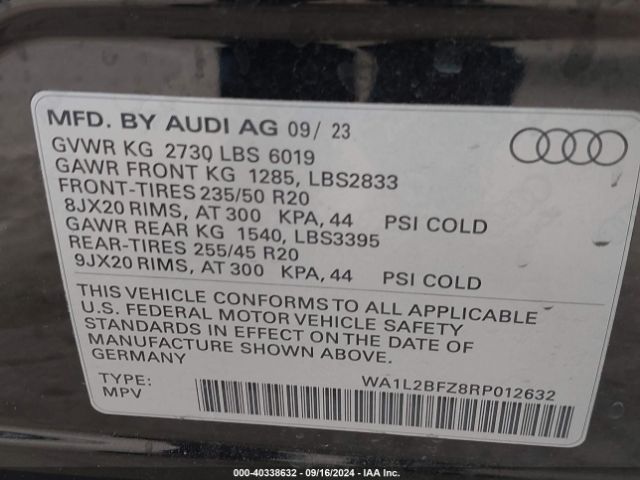 MFD. BY AUDI AG 09/ 23
GVWR KG 2730 LBS 6019
GAWR FRONT KG 1285, LBS2833
FRONT-TIRES 235/50 R20
8JX20 RIMS, AT 300 KPA, 44 PSI COLD
GAWR REAR KG 1540, LBS3395
REAR-TIRES 255/45 R20
9JX20 RIMS, AT 300 KPA, 44 PSI COLD
THIS VEHICLE CONFORMS TO ALL APPLICABLE
U.S. FEDERAL MOTOR VEHICLE SAFETY
STANDARDS IN EFFECT ON THE DATE OF
MANUFACTURE SHOWN ABOVE.
GERMANY
TYPE: WA1L2BFZ8RP012632
MPV
000-40338632 - 09/16/2024 - IAA Inc.